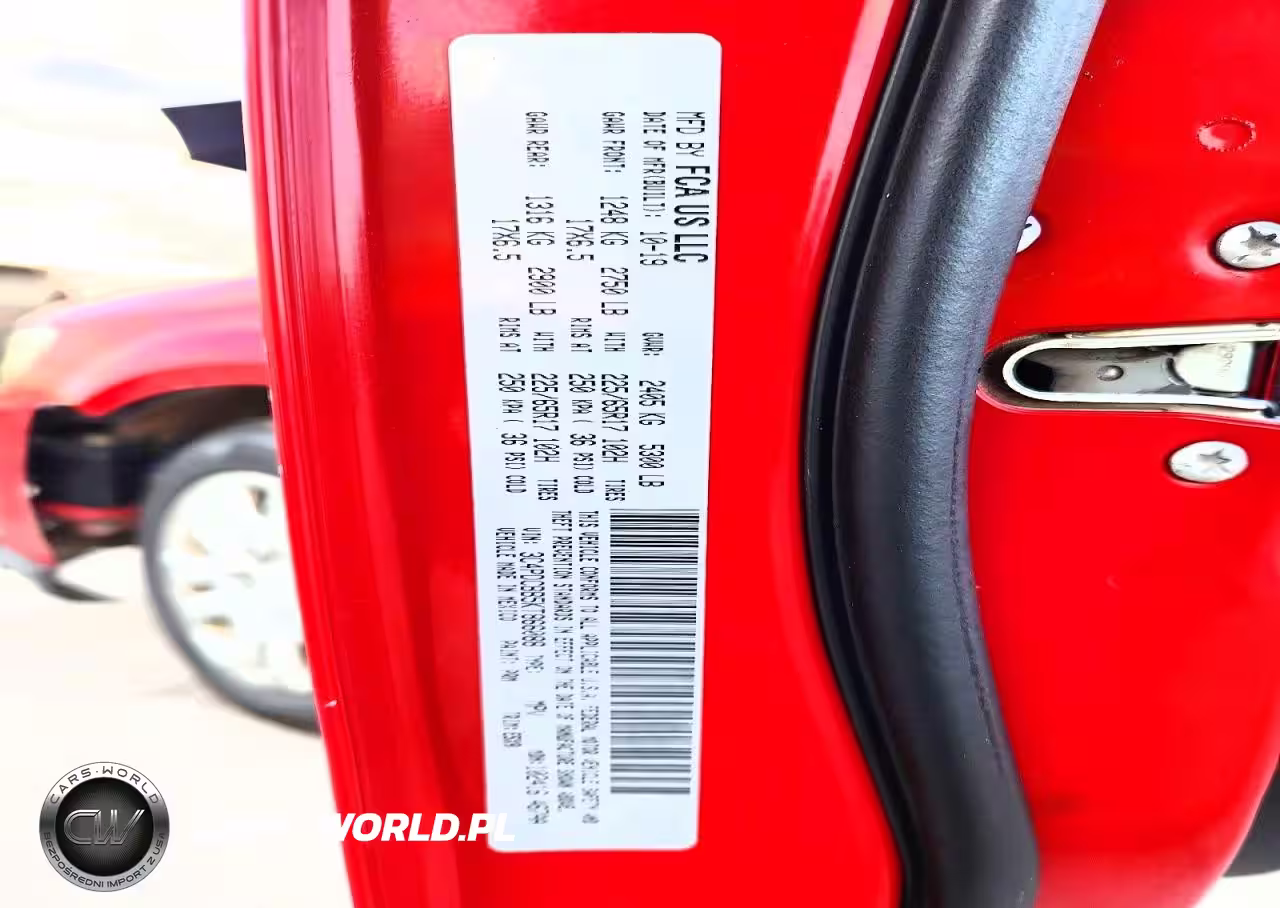 MFD BY FCA US LLC
DATE OF MFR(BUILT): 10-19 GVWR: 2405 KG 5300 LB
GAWR FRONT: 1248 KG 2750 LB WITH 225/65R17 102H TIRES
17X6.5 RIMS AT 250 KPA( 36 PSI) COLD
GAWR REAR: 1316 KG 2900 LB WITH 225/65R17 102H TIRES
17X6.5 RIMS AT 250 KPA( 36 PSI) COLD
THIS VEHICLE CONFORMS TO ALL APPLICABLE U.S.A. FEDERAL MOTOR VEHICLE SAFETY AND
THEFT PREVENTION STANDARDS IN EFFECT ON THE DATE OF MANUFACTURE SHOWN ABOVE.
VIN: TYPE: MPV
VEHICLE MADE IN MEXICO PAINT: TRIM:
CARS-WORLD
CW
BEZPOŚREDNI IMPORT Z USA
WORLD.PL